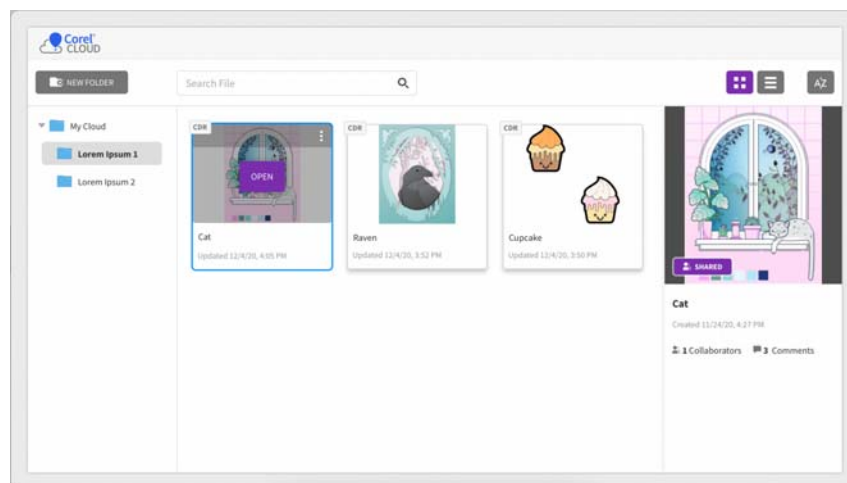 Corel
CLOUD
NEW FOLDER
Search File
AZ
My Cloud
Lorem Ipsum 1
Lorem Ipsum 2
CDR
OPEN
Cat
Updated 12/4/20, 4:05 PM
CDR
Raven
Updated 12/4/20, 3:52 PM
CDR
Cupcake
Updated 12/4/20, 3:50 PM
SHARED
Cat
Created 11/24/20, 4:27 PM
1 Collaborators 3 Comments